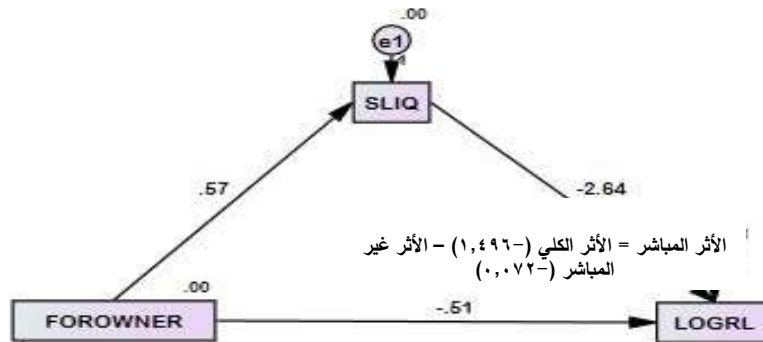 .00
e1
SLIQ
.57
-2.64
الأثر المباشر = الأثر الكلي (-١,٤٩٦) – الأثر غير
المباشر (-٠,٠٧٢)
.00
FOROWNER
-.51
LOGRL